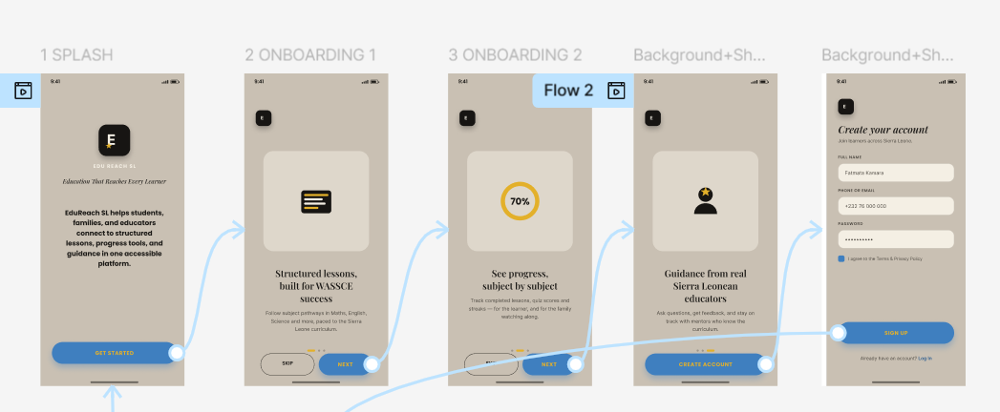 1 SPLASH
2 ONBOARDING 1
3 ONBOARDING 2
Background+Sh...
Background+Sh...
Flow 2
9:41
E
EDU REACH SL
Education That Reaches Every Learner
EduReach SL helps students,
families, and educators
connect to structured
lessons, progress tools, and
guidance in one accessible
platform.
GET STARTED
9:41
E
Structured lessons,
built for WASSCE
success
Follow subject pathways in Maths, English,
Science and more, paced to the Sierra
Leone curriculum.
SKIP
NEXT
9:41
E
70%
See progress,
subject by subject
Track completed lessons, quiz scores and
streaks — for the learner, and for the family
watching along.
NEXT
9:41
E
Guidance from real
Sierra Leonean
educators
Ask questions, get feedback, and stay on
track with mentors who know the
curriculum.
CREATE ACCOUNT
9:41
E
Create your account
Join learners across Sierra Leone.
FULL NAME
Fatmata Kamara
PHONE OR EMAIL
+232 76 000 000
PASSWORD
••••••••••
I agree to the Terms & Privacy Policy
SIGN UP
Already have an account? Log in